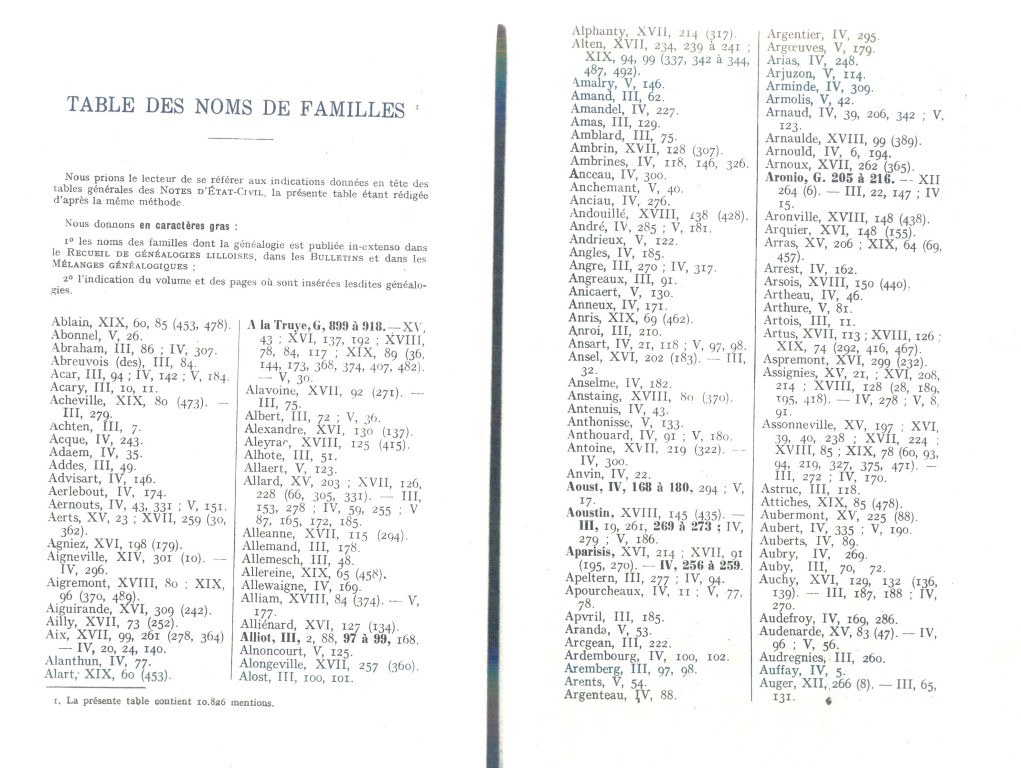 TABLE DES NOMS DE FAMILLES 1
Nous prions le lecteur de se référer aux indications données en tête des
tables générales des NOTES D'ÉTAT-CIVIL, la présente table étant rédigée
d'après la même méthode.
Nous donnons en caractères gras :
1º les noms des familles dont la généalogie est publiée in-extenso dans
le RECUEIL DE GÉNÉALOGIES LILLOISES, dans les BULLETINS et dans les
MÉLANGES GÉNÉALOGIQUES ;
2º l'indication du volume et des pages où sont insérées lesdites généalo-
gies.
Ablain, XIX, 60, 85 (453, 478).
Abonnel, V, 26.
Abraham, III, 86 ; IV, 307.
Abreuvois (des), III, 84.
Acar, III, 94 ; IV, 142 ; V, 184.
Acary, III, 10, 11.
Acheville, XIX, 80 (473). —
III, 279.
Achten, III, 7.
Acque, IV, 243.
Adaem, IV, 35.
Addes, III, 49.
Advisart, IV, 146.
Aerlebout, IV, 174.
Aernouts, IV, 43, 331 ; V, 151.
Aerts, XV, 23 ; XVII, 259 (30,
362).
Agniez, XVI, 198 (179).
Aigneville, XIV, 301 (10). —
IV, 296.
Aigremont, XVIII, 80 : XIX,
96 (370, 489).
Aiguirande, XVI, 309 (242).
Ailly, XVII, 73 (252).
Aix, XVII, 99, 261 (278, 364)
— IV, 20, 24, 140.
Alanthun, IV, 77.
Alart, XIX, 60 (453).
A la Truye, G, 899 à 918. — XV,
43 ; XVI, 137, 192 ; XVIII,
78, 84, 117 ; XIX, 89 (36,
144, 173, 368, 374, 407, 482).
— V, 30.
Alavoine, XVII, 92 (271). —
III, 75.
Albert, III, 72 ; V, 36.
Alexandre, XVI, 130 (137).
Aleyrac, XVIII, 125 (415).
Alhote, III, 51.
Allaert, V, 123.
Allard, XV, 203 ; XVII, 126,
228 (66, 305, 331). — III,
153, 278 ; IV, 59, 255 ; V
87, 165, 172, 185.
Alleanne, XVII, 115 (294).
Allemand, III, 178.
Allemesch, III, 48.
Allereine, XIX, 65 (458).
Allewaigne, IV, 169.
Alliam, XVIII, 84 (374). — V,
177.
Alliénard, XVI, 127 (134).
Alliot, III, 2, 88, 97 à 99, 168.
Alnoncourt, V, 125.
Alongeville, XVII, 257 (360).
Alost, III, 100, 101.
1. La présente table contient 10.826 mentions.
Alphanty, XVII, 214 (317).
Alten, XVII, 234, 239 à 241 ;
XIX, 94, 99 (337, 342 à 344,
487, 492).
Amalry, V, 146.
Amand, III, 62.
Amandel, IV, 227.
Amas, III, 129.
Amblard, III, 75.
Ambrin, XVII, 128 (307).
Ambrines, IV, 118, 146, 326.
Anceau, IV, 300.
Anchemant, V, 40.
Anciau, IV, 276.
Andouillé, XVIII, 138 (428).
André, IV, 285 ; V, 181.
Andrieux, V, 122.
Angles, IV, 185.
Angre, III, 270 ; IV, 317.
Angreaux, III, 91.
Anicaert, V, 130.
Anneux, IV, 171.
Anris, XIX, 69 (462).
Anroi, III, 210.
Ansart, IV, 21, 118 ; V, 97, 98.
Ansel, XVI, 202 (183). — III,
32.
Anselme, IV, 182.
Anstaing, XVIII, 80 (370).
Antenuis, IV, 43.
Anthonisse, V, 133.
Anthouard, IV, 91 ; V, 180.
Antoine, XVII, 219 (322). —
IV, 300.
Anvin, IV, 22.
Aoust, IV, 168 à 180, 294 ; V,
17.
Aoustin, XVIII, 145 (435). —
III, 19, 261, 269 à 273 ; IV,
279 ; V, 186.
Aparisis, XVI, 214 ; XVII, 91
(195, 270). — IV, 256 à 259.
Apeltern, III, 277 ; IV, 94.
Apourcheaux, IV, 11 ; V, 77,
78.
Apvril, III, 185.
Aranda, V, 53.
Arcgean, III, 222.
Ardembourg, IV, 100, 102.
Aremberg, III, 97, 98.
Arents, V, 54.
Argenteau, IV, 88.
Argentier, IV, 295.
Argœuves, V, 179.
Arias, IV, 248.
Arjuzon, V, 114.
Arminde, IV, 309.
Armolis, V, 42.
Arnaud, IV, 39, 206, 342 ; V.
123.
Arnaulde, XVIII, 99 (389).
Arnould, IV, 6, 194.
Arnoux, XVII, 262 (365).
Aronio, G. 205 à 216. — XII
264 (6). — III, 22, 147 ; IV
15.
Aronville, XVIII, 148 (438).
Arquier, XVI, 148 (155).
Arras, XV, 206 ; XIX, 64 (69,
457).
Arrest, IV, 162.
Arsois, XVIII, 150 (440).
Artheau, IV, 46.
Arthure, V, 81.
Artois, III, 11.
Artus, XVII, 113 ; XVIII, 126 ;
XIX, 74 (292, 416, 467).
Aspremont, XVI, 299 (232).
Assignies, XV, 21, ; XVI, 208,
214 ; XVIII, 128 (28, 189,
195, 418). — IV, 278 ; V, 8,
91.
Assonneville, XV, 197 ; XVI,
39, 40, 238 ; XVII, 224 ;
XVIII, 85 ; XIX, 78 (60, 93,
94, 219, 327, 375, 471). —
III, 272 ; IV, 170.
Astruc, III, 118.
Attiches, XIX, 85 (478).
Aubermont, XV, 225 (88).
Aubert, IV, 335 ; V, 190.
Auberts, IV, 89.
Aubry, IV, 269.
Auby, III, 70, 72.
Auchy, XVI, 129, 132 (136,
139). — III, 187, 188 ; IV,
270.
Audefroy, IV, 169, 286.
Audenarde, XV, 83 (47). — IV,
96 ; V, 56.
Audregnies, III, 260.
Auffay, IV, 5.
Auger, XII, 266 (8). — III, 65,
131.